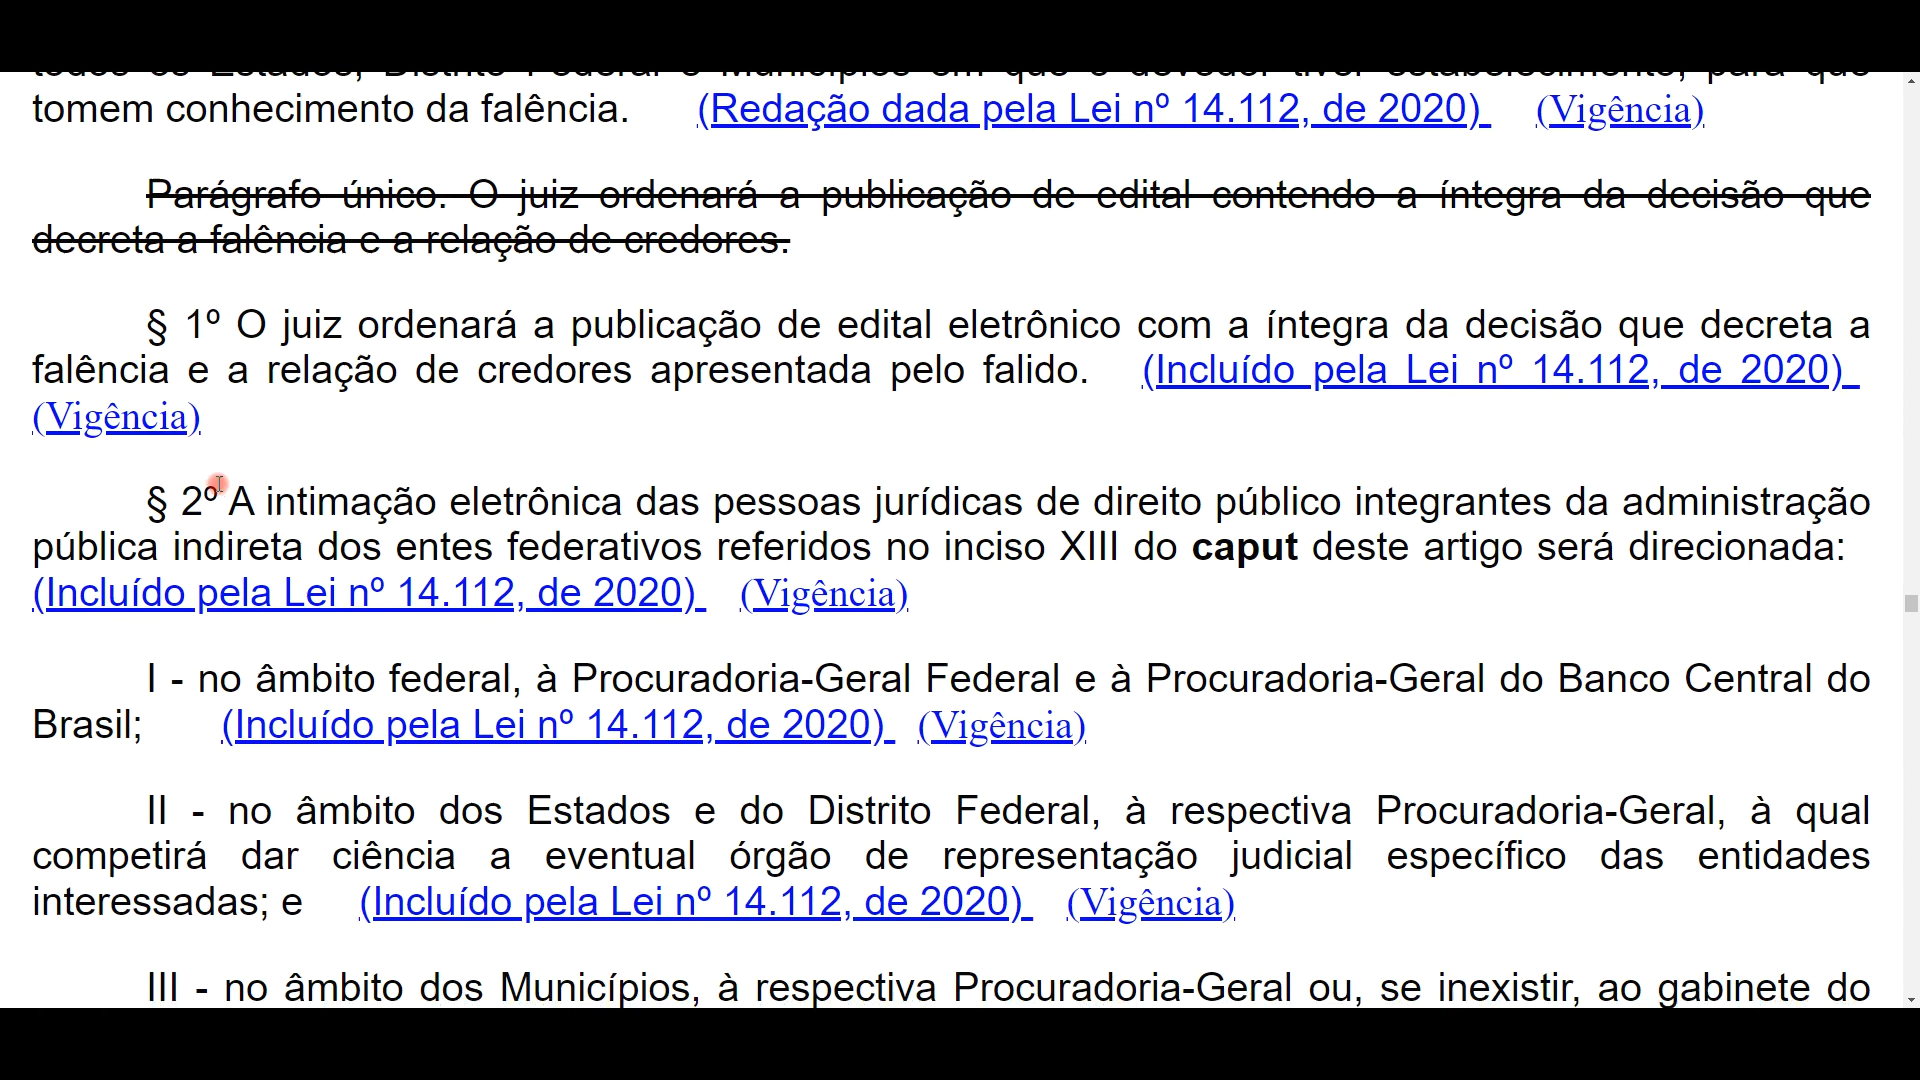 tomem conhecimento da falência. (Redação dada pela Lei nº 14.112, de 2020) (Vigência)
Parágrafo único. O juiz ordenará a publicação de edital contendo a íntegra da decisão que
decreta a falência e a relação de credores.
§ 1º O juiz ordenará a publicação de edital eletrônico com a íntegra da decisão que decreta a
falência e a relação de credores apresentada pelo falido. (Incluído pela Lei nº 14.112, de 2020)
(Vigência)
§ 2º A intimação eletrônica das pessoas jurídicas de direito público integrantes da administração
pública indireta dos entes federativos referidos no inciso XIII do caput deste artigo será direcionada:
(Incluído pela Lei nº 14.112, de 2020) (Vigência)
I - no âmbito federal, à Procuradoria-Geral Federal e à Procuradoria-Geral do Banco Central do
Brasil; (Incluído pela Lei nº 14.112, de 2020) (Vigência)
II - no âmbito dos Estados e do Distrito Federal, à respectiva Procuradoria-Geral, à qual
competirá dar ciência a eventual órgão de representação judicial específico das entidades
interessadas; e (Incluído pela Lei nº 14.112, de 2020) (Vigência)
III - no âmbito dos Municípios, à respectiva Procuradoria-Geral ou, se inexistir, ao gabinete do